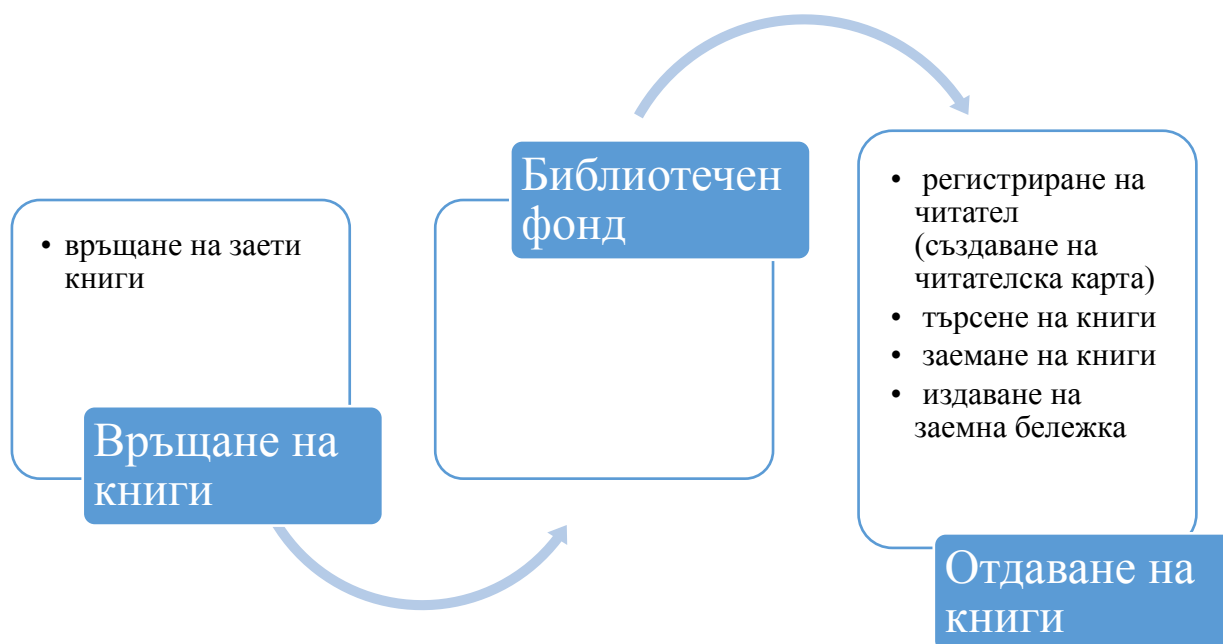 • връщане на заети
книги
Връщане на
книги
Библиотечен
фонд
• регистриране на
читател
(създаване на
читателска карта)
• търсене на книги
• заемане на книги
• издаване на
заемна бележка
Отдаване на
книги